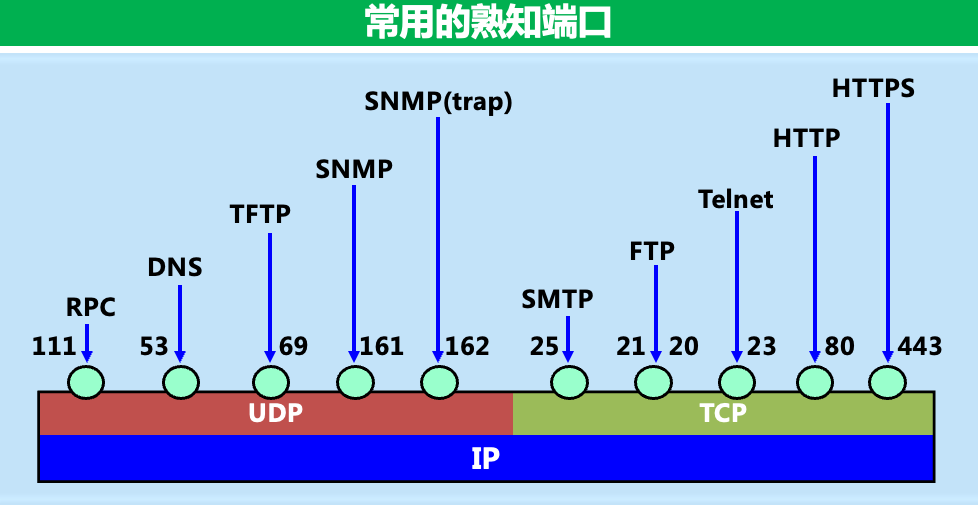 常用的熟知端口
HTTPS
SNMP(trap)
HTTP
SNMP
Telnet
TFTP
FTP
DNS
SMTP
RPC
111 53 69 161 162 25 21 20 23 80 443
UDP TCP
IP